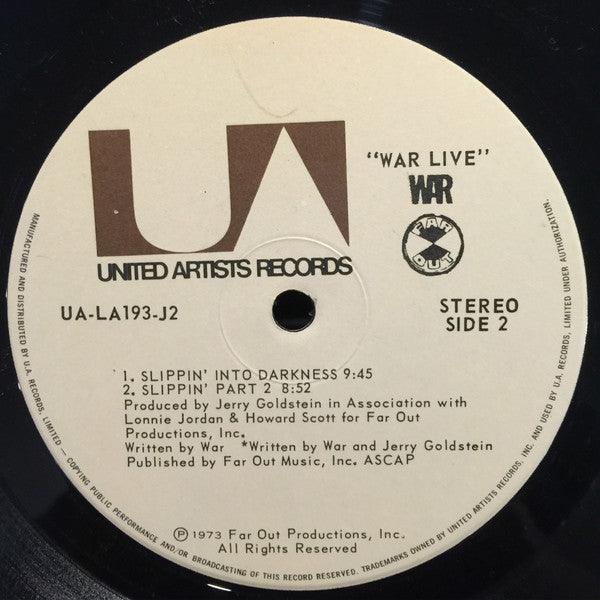 UA
UNITED ARTISTS RECORDS
"WAR LIVE"
WAR
FAR
OUT
UA-LA193-J2
STEREO
SIDE 2
1. SLIPPIN' INTO DARKNESS 9:45
2. SLIPPIN' PART 2 8:52
Produced by Jerry Goldstein in Association with
Lonnie Jordan & Howard Scott for Far Out
Productions, Inc.
Written by War *Written by War and Jerry Goldstein
Published by Far Out Music, Inc. ASCAP
℗ 1973 Far Out Productions, Inc.
All Rights Reserved
MANUFACTURED AND DISTRIBUTED BY U.A. RECORDS, LIMITED — COPYING PUBLIC PERFORMANCE AND/OR BROADCASTING OF THIS RECORD RESERVED. TRADEMARKS OWNED BY UNITED ARTISTS RECORDS, INC. AND USED BY U.A. RECORDS, LIMITED UNDER AUTHORIZATION.